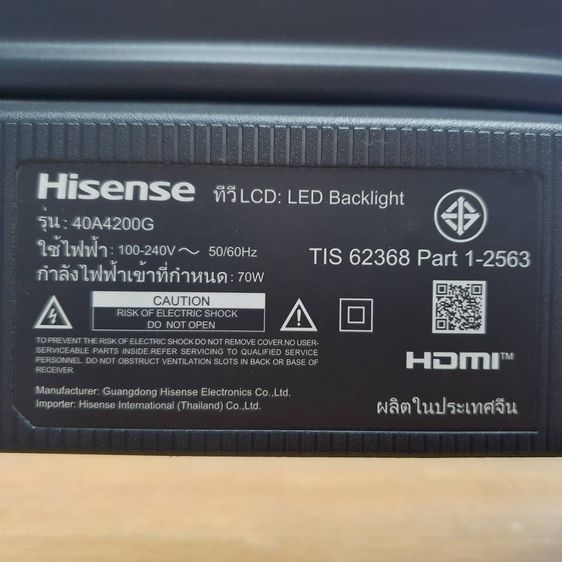 Hisense ทีวี LCD: LED Backlight
รุ่น : 40A4200G
ใช้ไฟฟ้า : 100-240V ~ 50/60Hz
กำลังไฟฟ้าเข้าที่กำหนด : 70W
TIS 62368 Part 1-2563
CAUTION
RISK OF ELECTRIC SHOCK
DO NOT OPEN
TO PREVENT THE RISK OF ELECTRIC SHOCK DO NOT REMOVE COVER.NO USER-
SERVICEABLE PARTS INSIDE.REFER SERVICING TO QUALIFIED SERVICE
PERSONNEL. DO NOT OBSTRUCT VENTILATION SLOTS IN BACK OR BASE OF
RECEIVER.
HDMI™
Manufacturer: Guangdong Hisense Electronics Co.,Ltd.
Importer: Hisense International (Thailand) Co., Ltd.
ผลิตในประเทศจีน